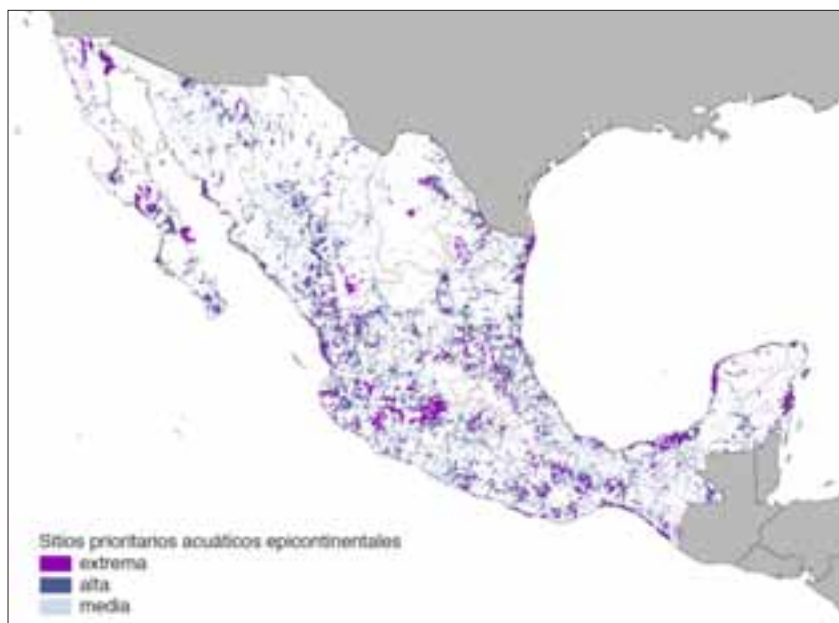 Sitios prioritarios acuáticos epicontinentales
extrema
alta
media